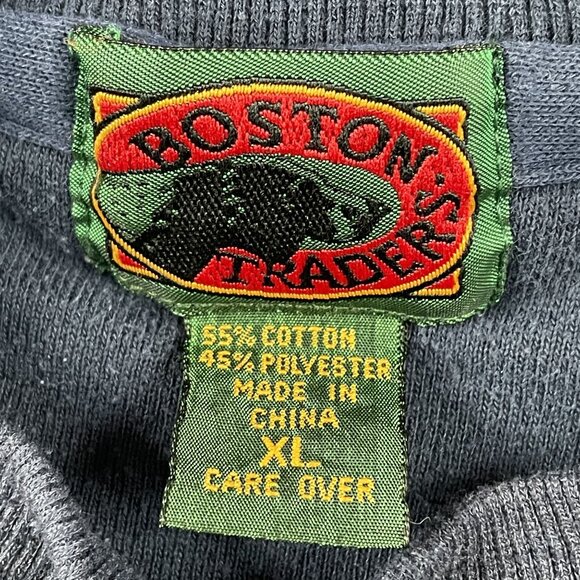 BOSTON
TRADERS
55% COTTON
45% POLYESTER
MADE IN
CHINA
XL
CARE OVER